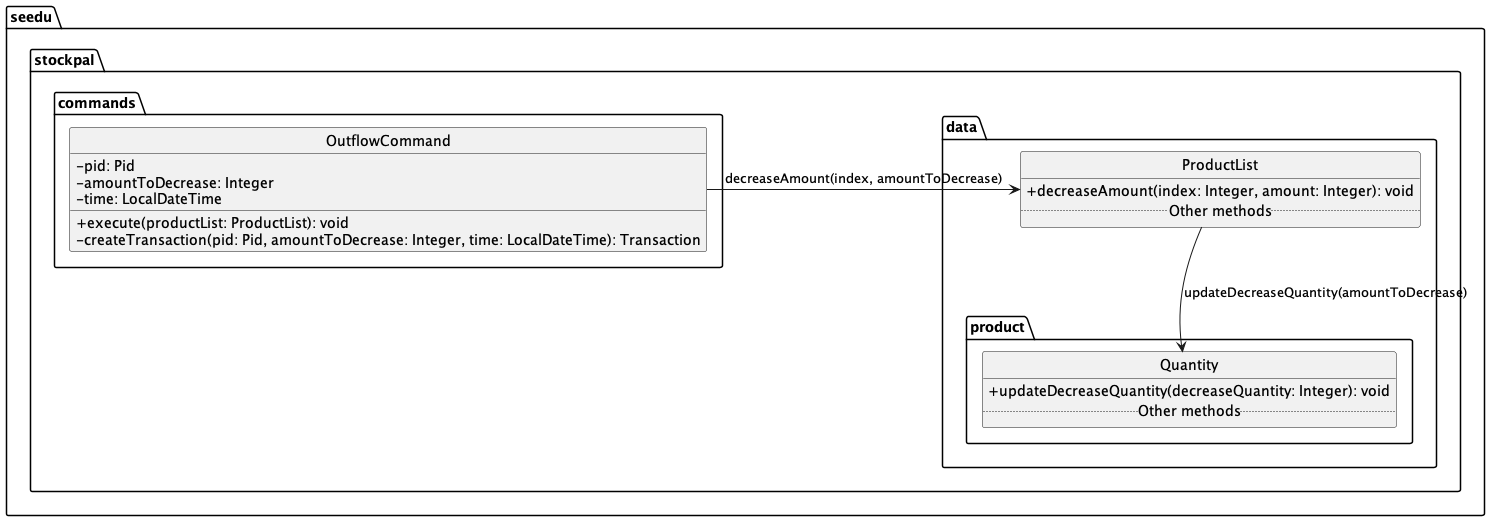 seedu
stockpal
commands
OutflowCommand
-pid: Pid
-amountToDecrease: Integer
-time: LocalDateTime
+execute(productList: ProductList): void
-createTransaction(pid: Pid, amountToDecrease: Integer, time: LocalDateTime): Transaction
decreaseAmount(index, amountToDecrease)
data
ProductList
+decreaseAmount(index: Integer, amount: Integer): void
Other methods
updateDecreaseQuantity(amountToDecrease)
product
Quantity
+updateDecreaseQuantity(decreaseQuantity: Integer): void
Other methods